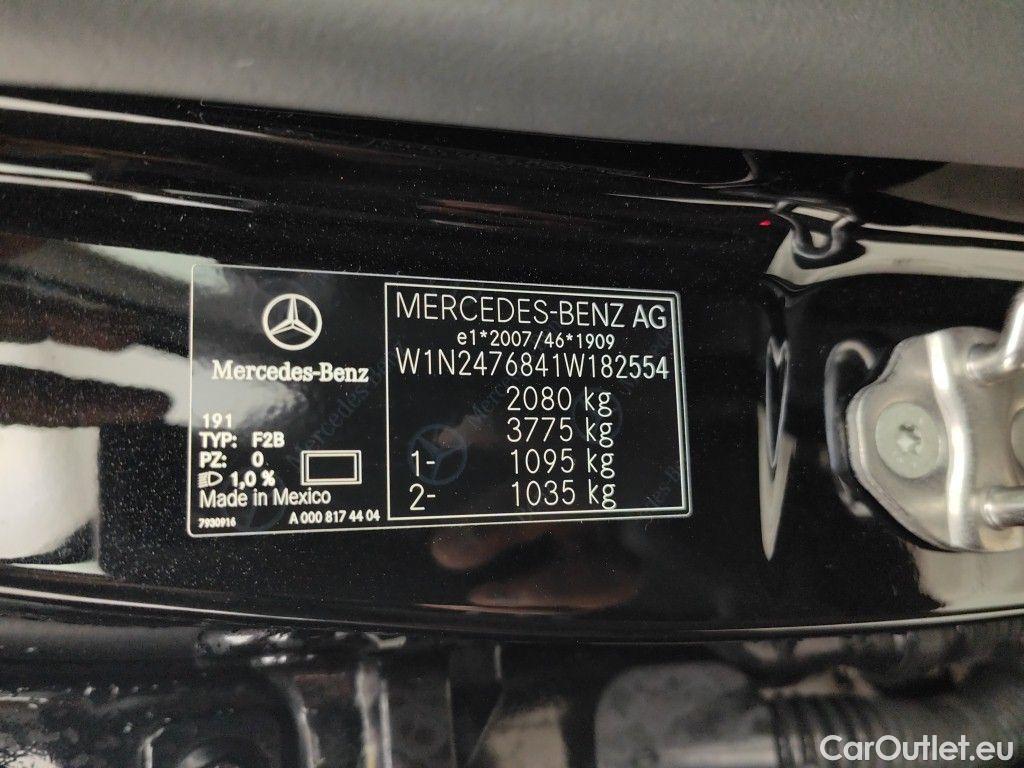 Mercedes-Benz
191
TYP: F2B
PZ: 0
1,0 %
Made in Mexico
7930916 A 000 817 44 04
MERCEDES-BENZ AG
e1*2007/46*1909
W1N2476841W182554
2080 kg
3775 kg
1- 1095 kg
2- 1035 kg
CarOutlet.eu